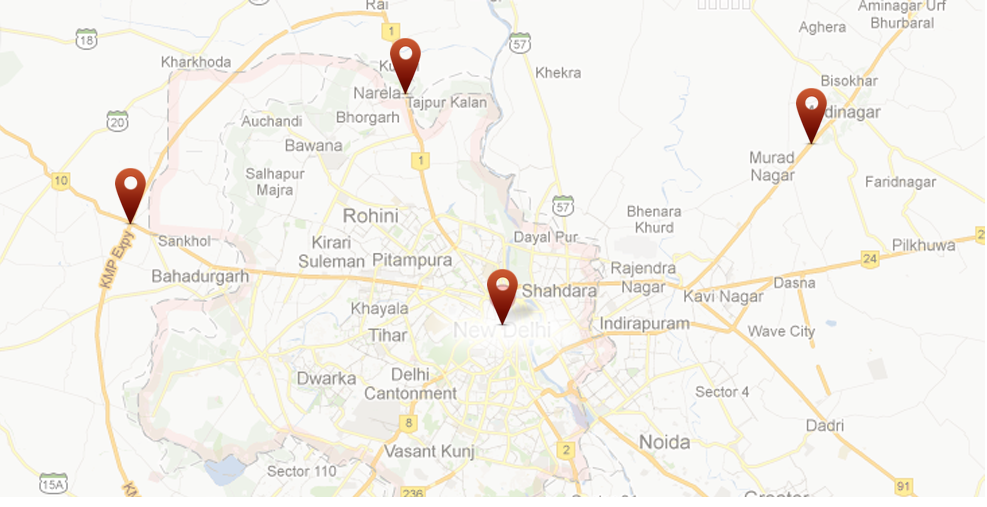 Rai
Aminagar Urf
Bhurbaral
Aghera
1
18
57
Kharkhoda
Khekra
Bisokhar
Narela
Tajpur Kalan
dinagar
20
Auchandi
Bhorgarh
Bawana
1
Murad
Nagar
10
Salhapur
Majra
Faridnagar
57
Rohini
Bhenara
Khurd
Sankhol
Kirari
Suleman
Pitampura
Dayal Pur
Pilkhuwa
24
KMP Expy
Bahadurgarh
Rajendra
Nagar
Shahdara
Kavi Nagar
Dasna
Khayala
New Delhi
Indirapuram
Wave City
Tihar
Dwarka
Delhi
Cantonment
Sector 4
8
Dadri
Vasant Kunj
2
Noida
Sector 110
15A
91
236